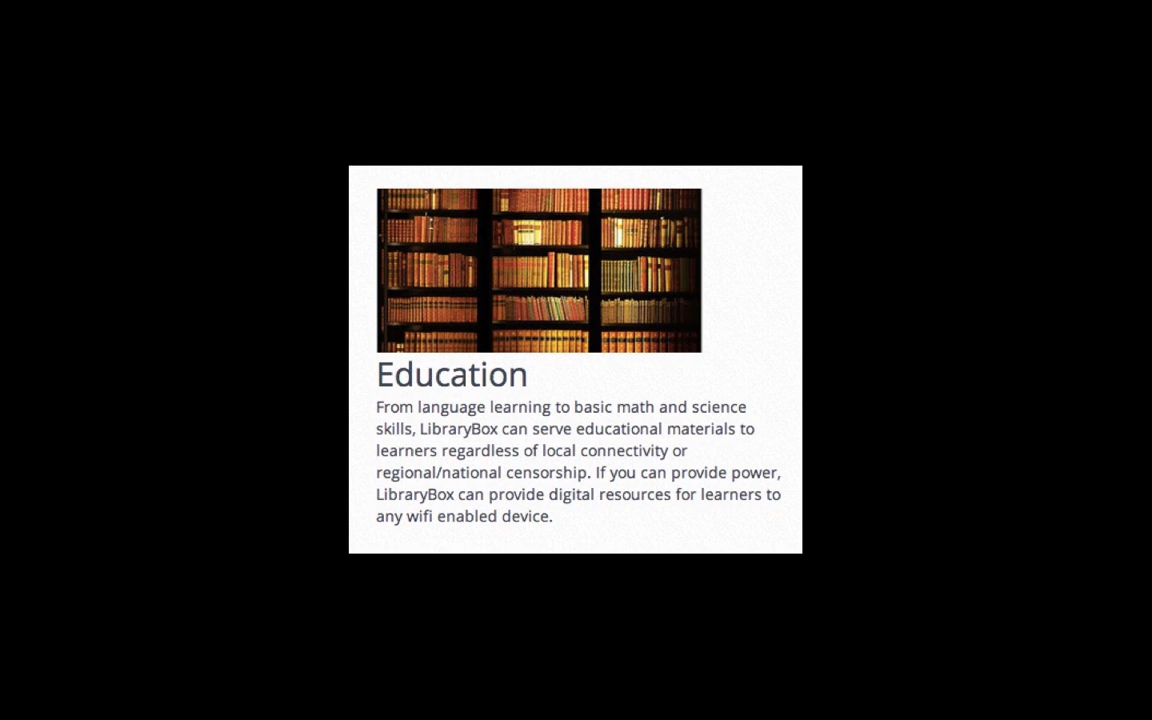 Education
From language learning to basic math and science
skills, LibraryBox can serve educational materials to
learners regardless of local connectivity or
regional/national censorship. If you can provide power,
LibraryBox can provide digital resources for learners to
any wifi enabled device.